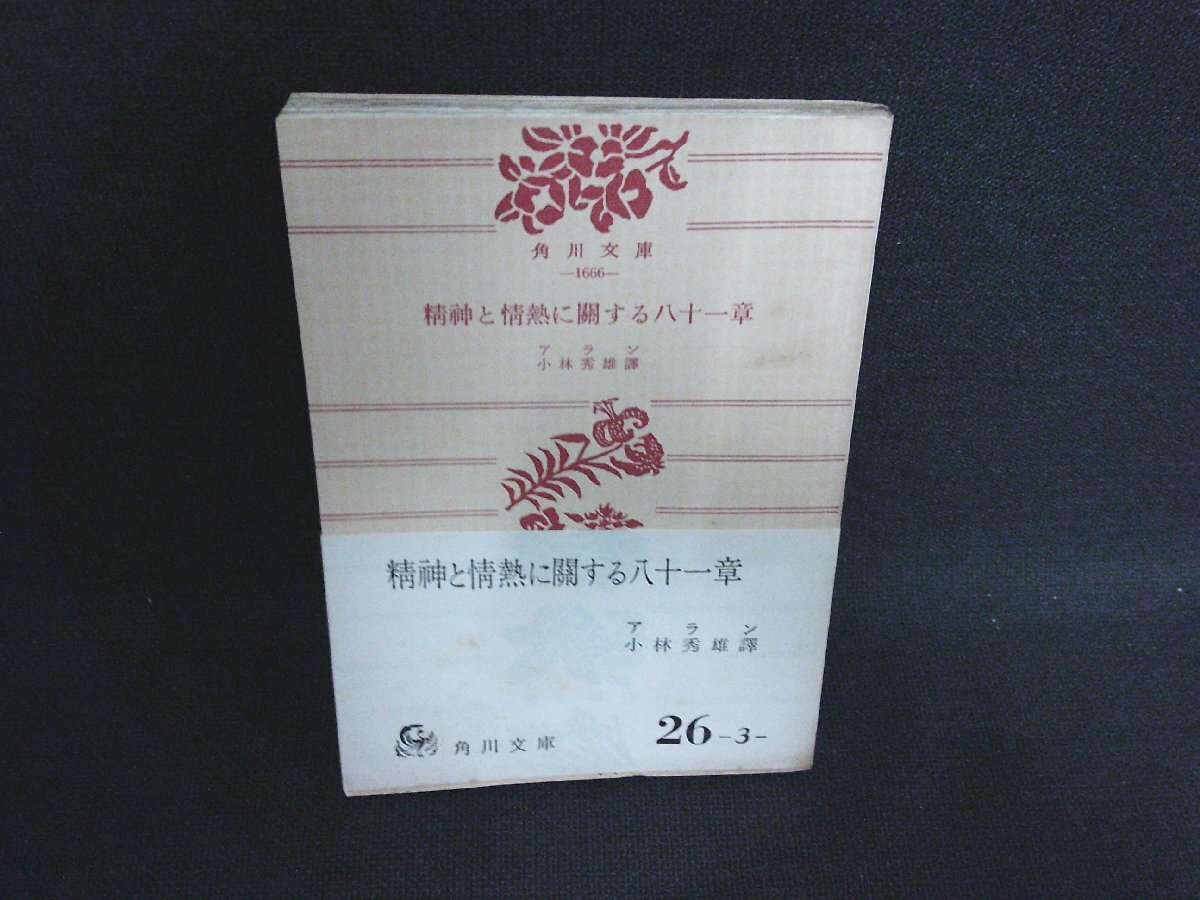 角川文庫
—1666—
精神と情熱に關する八十一章
アラン
小林秀雄譯
精神と情熱に關する八十一章
アラン
小林秀雄譯
角川文庫
26-3-